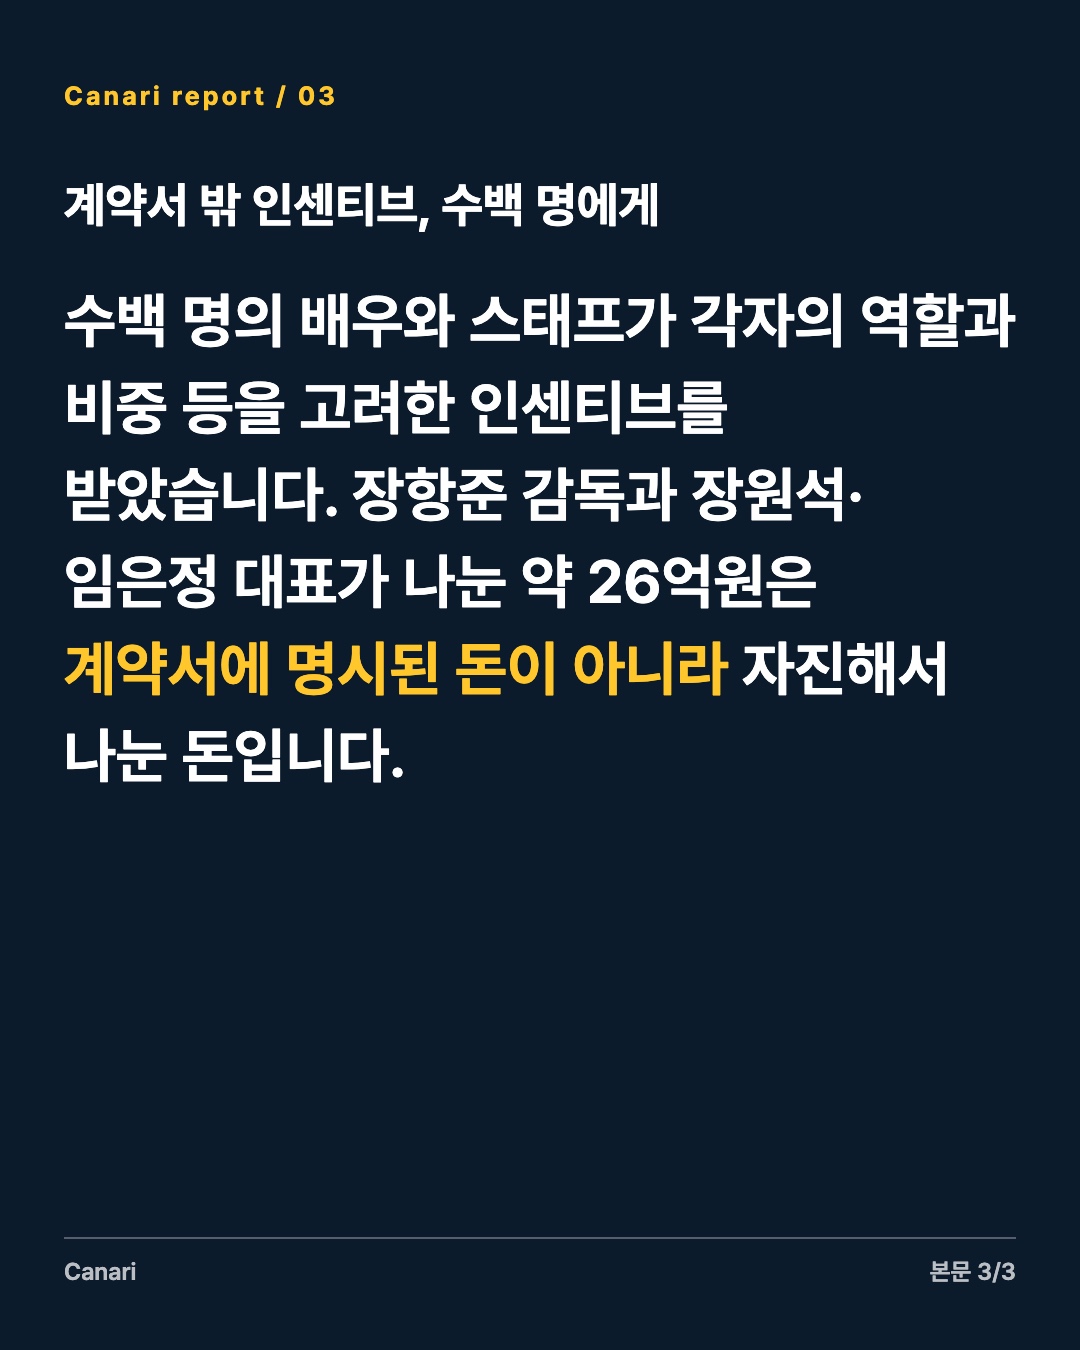 Canari report / 03
계약서 밖 인센티브, 수백 명에게
수백 명의 배우와 스태프가 각자의 역할과
비중 등을 고려한 인센티브를
받았습니다. 장항준 감독과 장원석·
임은정 대표가 나눈 약 26억원은
계약서에 명시된 돈이 아니라 자진해서
나눈 돈입니다.
Canari
본문 3/3